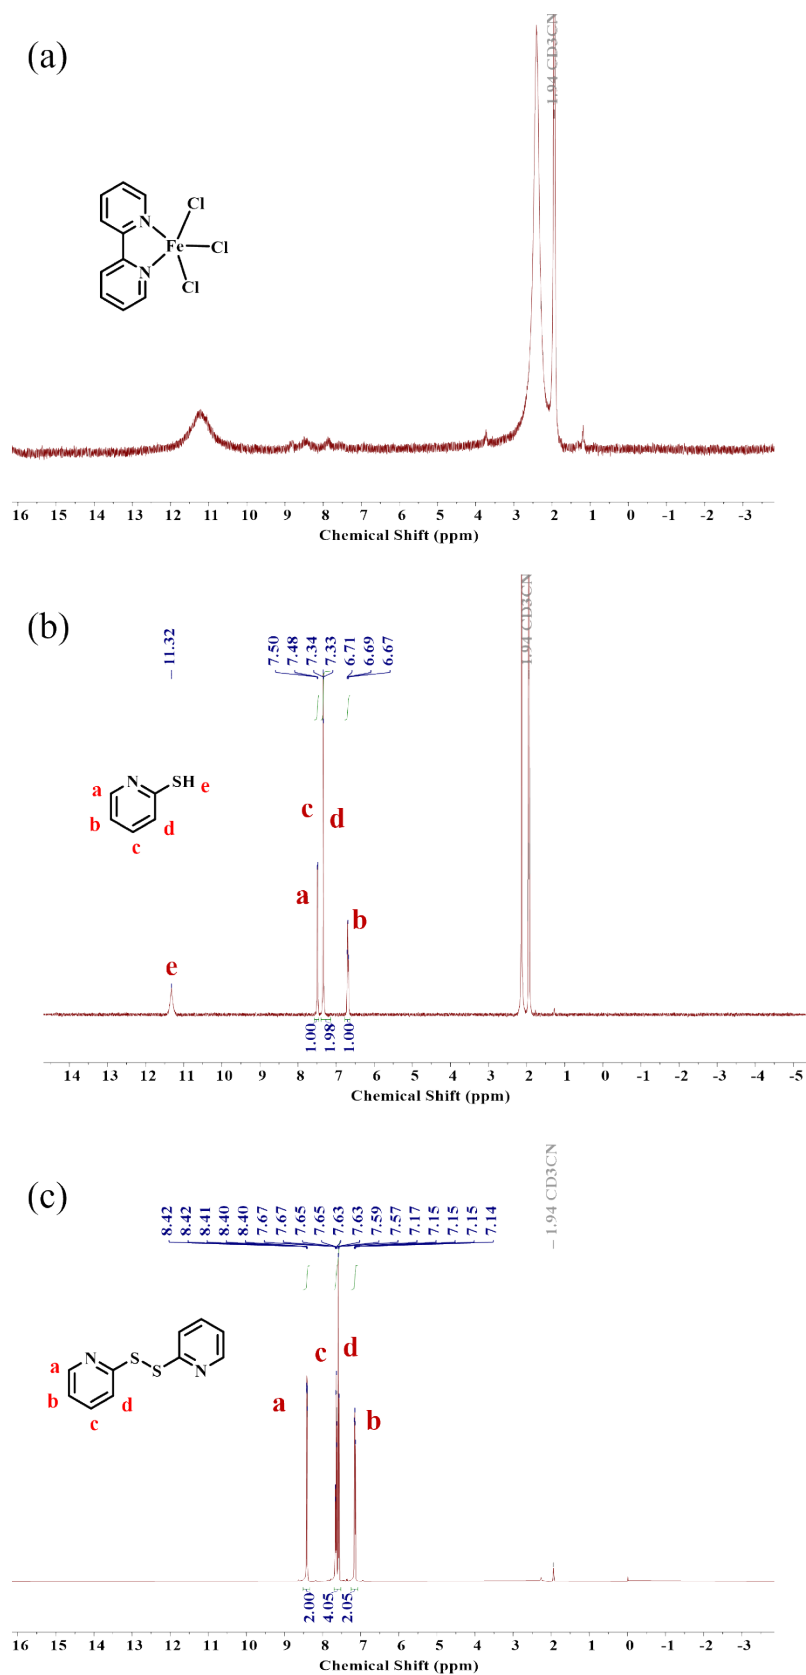 (a)
1.94 CD3CN
Cl
N
Fe
Cl
N
Cl
16 15 14 13 12 11 10 9 8 7 6 5 4 3 2 1 0 -1 -2 -3
Chemical Shift (ppm)
(b)
11.32
7.50 7.48 7.34 7.33 6.71 6.69 6.67
1.94 CD3CN
N SH
a e
b d
c
c
d
a
b
e
1.00 1.98 1.00
14 13 12 11 10 9 8 7 6 5 4 3 2 1 0 -1 -2 -3 -4 -5
Chemical Shift (ppm)
(c)
8.42 8.42 8.41 8.40 8.40 7.67 7.67 7.65 7.65 7.63 7.63 7.59 7.57 7.17 7.15 7.15 7.15 7.14
1.94 CD3CN
N S
S N
a
b d
c
c d
a b
2.00 4.05 2.05
16 15 14 13 12 11 10 9 8 7 6 5 4 3 2 1 0 -1 -2 -3
Chemical Shift (ppm)